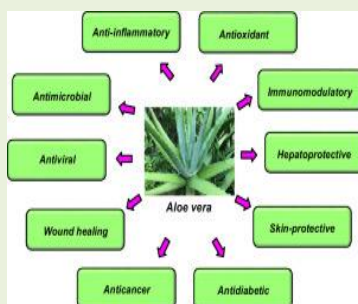 Anti-inflammatory
Antioxidant
Antimicrobial
Immunomodulatory
Antiviral
Hepatoprotective
Aloe vera
Wound healing
Skin-protective
Anticancer
Antidiabetic